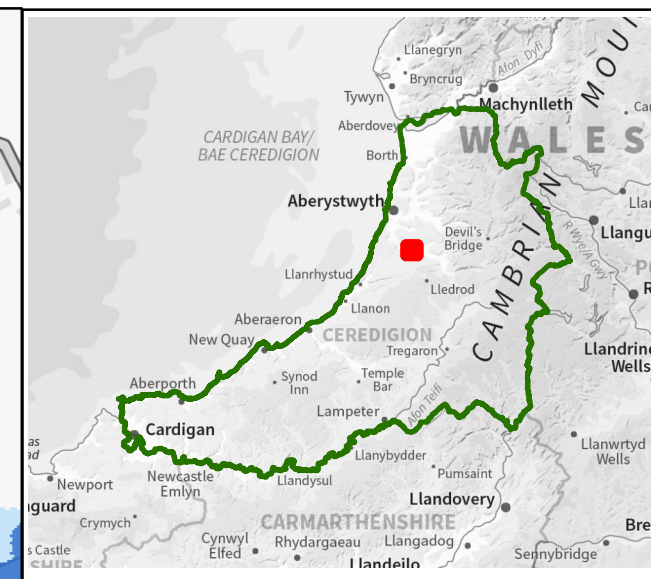 Llanegryn
Bryncrug
Tywyn
Afon Dyfi
MOU
Machynlleth
Aberdovey
WALES
CARDIGAN BAY/
BAE CEREDIGION
Borth
Aberystwyth
CAMBRIAN
Devil's
Bridge
R Wye/A Gwy
Llangu
Llanrhystud
Lledrod
Llanon
Aberaeron
CEREDIGION
New Quay
Tregaron
Llandrin
Wells
Aberporth
Synod
Inn
Temple
Bar
Afon Teifi
Lampeter
Cardigan
Llanwrtyd
Wells
Llanybydder
Newcastle
Emlyn
Llandysul
Pumsaint
Newport
Llandovery
guard
Crymych
CARMARTHENSHIRE
Bre
s Castle
SHIRE
Cynwyl
Elfed
Rhydargaeau
Llangadog
Sennybridge
Llandeilo